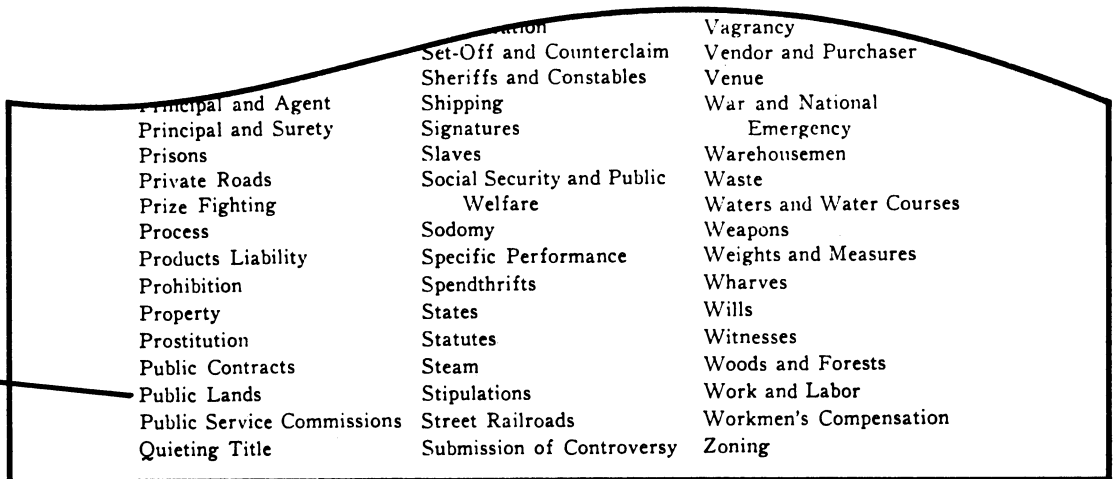 Principal and Agent
Principal and Surety
Prisons
Private Roads
Prize Fighting
Process
Products Liability
Prohibition
Property
Prostitution
Public Contracts
Public Lands
Public Service Commissions
Quieting Title
Set-Off and Counterclaim
Sheriffs and Constables
Shipping
Signatures
Slaves
Social Security and Public
Welfare
Sodomy
Specific Performance
Spendthrifts
States
Statutes
Steam
Stipulations
Street Railroads
Submission of Controversy
Vagrancy
Vendor and Purchaser
Venue
War and National
Emergency
Warehousemen
Waste
Waters and Water Courses
Weapons
Weights and Measures
Wharves
Wills
Witnesses
Woods and Forests
Work and Labor
Workmen's Compensation
Zoning